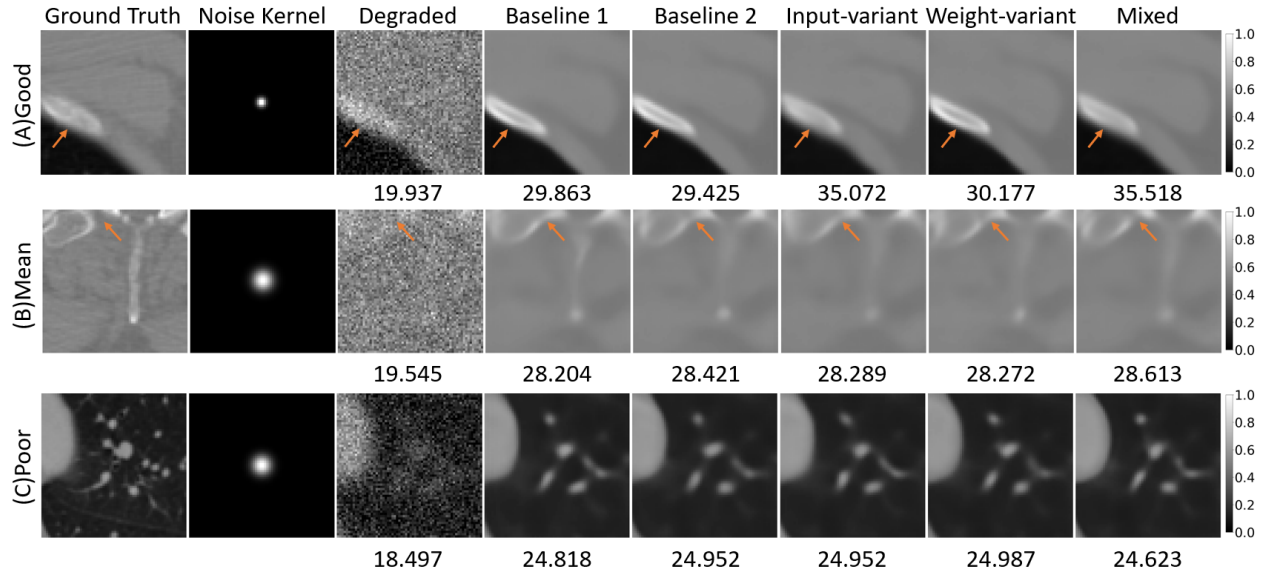 Ground Truth Noise Kernel Degraded Baseline 1 Baseline 2 Input-variant Weight-variant Mixed
(A)Good
1.0
0.8
0.6
0.4
0.2
0.0
19.937 29.863 29.425 35.072 30.177 35.518
(B)Mean
1.0
0.8
0.6
0.4
0.2
0.0
19.545 28.204 28.421 28.289 28.272 28.613
(C)Poor
1.0
0.8
0.6
0.4
0.2
0.0
18.497 24.818 24.952 24.952 24.987 24.623